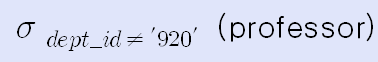 σ dept_id ≠ ′920′ (professor)